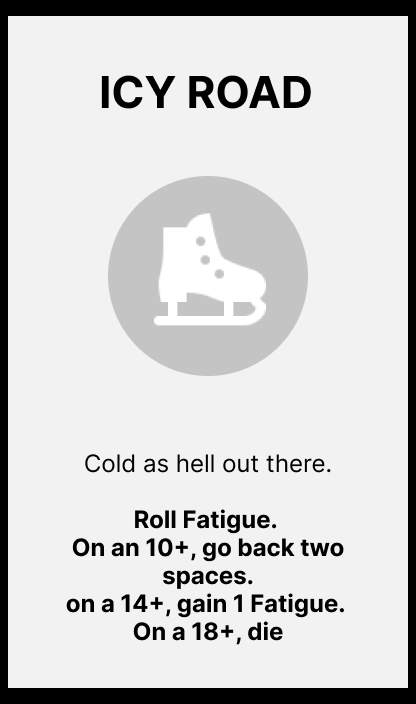 ICY ROAD
Cold as hell out there.
Roll Fatigue.
On an 10+, go back two
spaces.
on a 14+, gain 1 Fatigue.
On a 18+, die